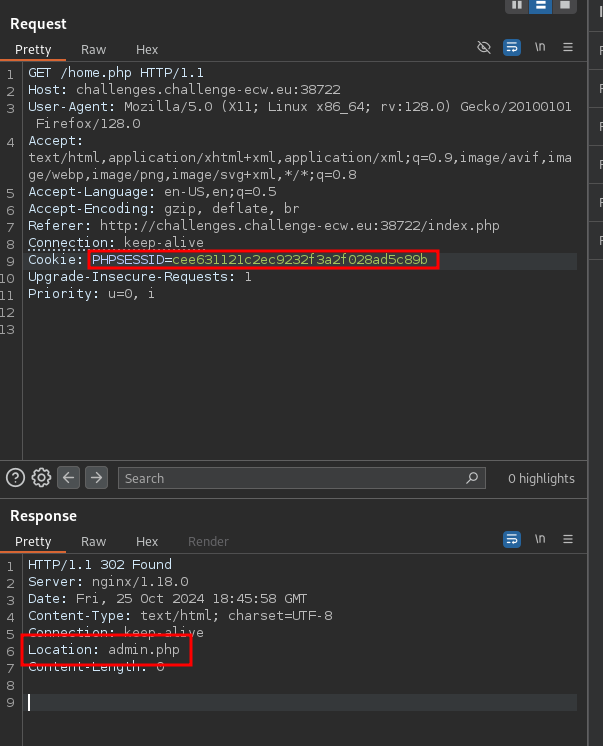 Request
Pretty Raw Hex \n
1 GET /home.php HTTP/1.1
2 Host: challenges.challenge-ecw.eu:38722
3 User-Agent: Mozilla/5.0 (X11; Linux x86_64; rv:128.0) Gecko/20100101
Firefox/128.0
4 Accept:
text/html,application/xhtml+xml,application/xml;q=0.9,image/avif,ima
ge/webp,image/png,image/svg+xml,*/*;q=0.8
5 Accept-Language: en-US,en;q=0.5
6 Accept-Encoding: gzip, deflate, br
7 Referer: http://challenges.challenge-ecw.eu:38722/index.php
8 Connection: keep-alive
9 Cookie: PHPSESSID=cee631121c2ec9232f3a2f028ad5c89b
10 Upgrade-Insecure-Requests: 1
11 Priority: u=0, i
12
13
Search 0 highlights
Response
Pretty Raw Hex Render \n
1 HTTP/1.1 302 Found
2 Server: nginx/1.18.0
3 Date: Fri, 25 Oct 2024 18:45:58 GMT
4 Content-Type: text/html; charset=UTF-8
5 Connection: keep-alive
6 Location: admin.php
7 Content-Length: 0
8
9